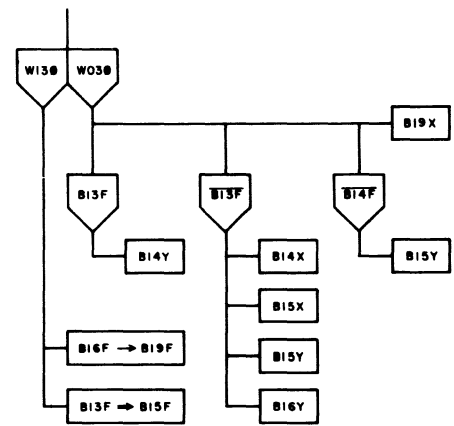 W130 W030
B19X
B13F B̅1̅3̅F̅ B̅1̅4̅F̅
B14Y B14X B15Y
B15X
B16F → B19F B15Y
B13F ⇒ B15F B16Y